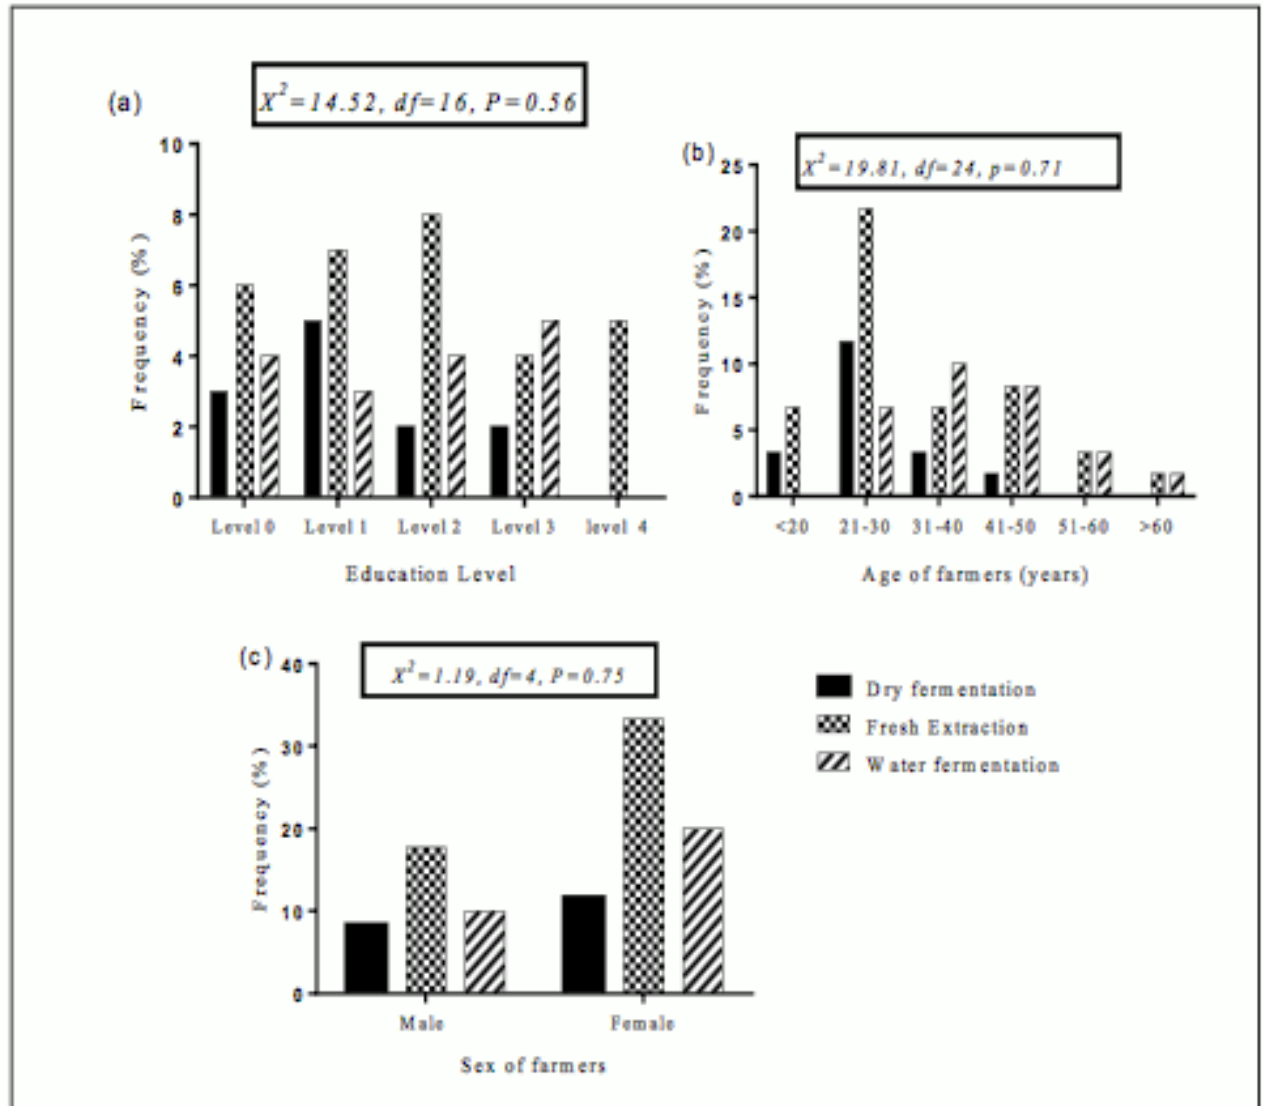 (a)
X²=14.52, df=16, P=0.56
10
8
6
4
2
0
Frequency (%)
Level 0 Level 1 Level 2 Level 3 level 4
Education Level
(b)
X²=19.81, df=24, p=0.71
25
20
15
10
5
0
Frequency (%)
<20 21-30 31-40 41-50 51-60 >60
Age of farmers (years)
(c)
X²=1.19, df=4, P=0.75
40
30
20
10
0
Frequency (%)
Male Female
Sex of farmers
Dry fermentation
Fresh Extraction
Water fermentation